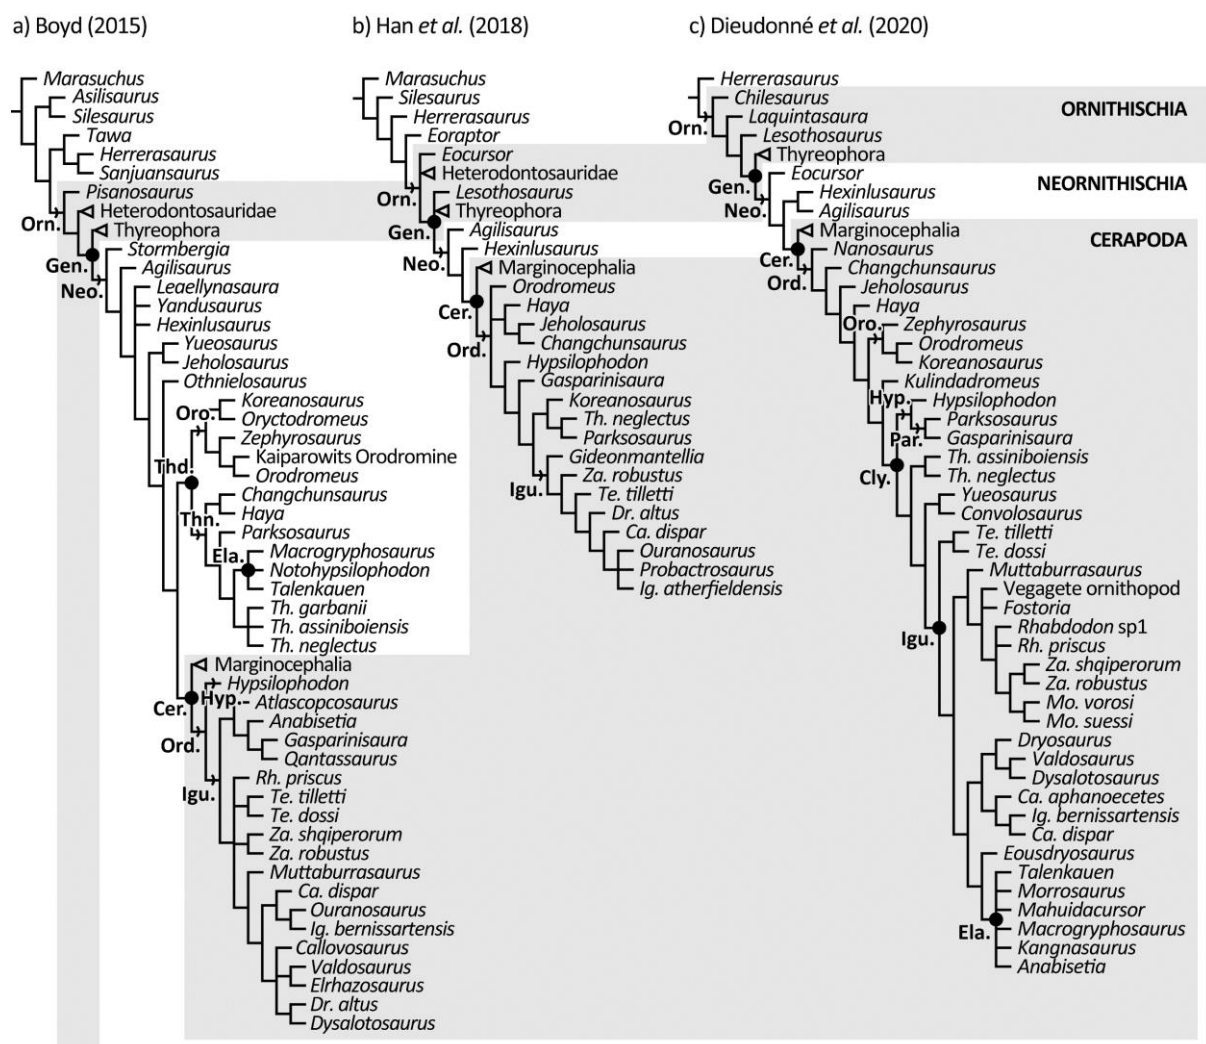 a) Boyd (2015)
Marasuchus
Asilisaurus
Silesaurus
Tawa
Herrerasaurus
Sanjuansaurus
Pisanosaurus
Orn.
Heterodontosauridae
Thyreophora
Gen.
Stormbergia
Neo.
Agilisaurus
Leaellynasaura
Yandusaurus
Hexinlusaurus
Yueosaurus
Jeholosaurus
Othnielosaurus
Koreanosaurus
Oro.
Oryctodromeus
Zephyrosaurus
Kaiparowits Orodromine
Thd.
Orodromeus
Changchunsaurus
Thn.
Haya
Parksosaurus
Ela.
Macrogryphosaurus
Notohypsilophodon
Talenkauen
Th. garbanii
Th. assiniboiensis
Th. neglectus
Marginocephalia
Hypsilophodon
Cer.
Hyp.
Atlascopcosaurus
Anabisetia
Ord.
Gasparinisaura
Qantassaurus
Igu.
Rh. priscus
Te. tilletti
Te. dossi
Za. shqiperorum
Za. robustus
Muttaburrasaurus
Ca. dispar
Ouranosaurus
Ig. bernissartensis
Callovosaurus
Valdosaurus
Elrhazosaurus
Dr. altus
Dysalotosaurus
b) Han et al. (2018)
Marasuchus
Silesaurus
Herrerasaurus
Eoraptor
Eocursor
Heterodontosauridae
Orn.
Lesothosaurus
Thyreophora
Gen.
Agilisaurus
Neo.
Hexinlusaurus
Marginocephalia
Orodromeus
Cer.
Haya
Jeholosaurus
Ord.
Changchunsaurus
Hypsilophodon
Gasparinisaura
Koreanosaurus
Th. neglectus
Parksosaurus
Gideonmantellia
Igu.
Za. robustus
Te. tilletti
Dr. altus
Ca. dispar
Ouranosaurus
Probactrosaurus
Ig. atherfieldensis
c) Dieudonné et al. (2020)
Herrerasaurus
Chilesaurus
ORNITHISCHIA
Orn.
Laquintasaura
Lesothosaurus
Thyreophora
Gen.
Eocursor
NEORNITHISCHIA
Neo.
Hexinlusaurus
Agilisaurus
Marginocephalia
CERAPODA
Cer.
Nanosaurus
Ord.
Changchunsaurus
Jeholosaurus
Haya
Oro.
Zephyrosaurus
Orodromeus
Koreanosaurus
Kulindadromeus
Hyp.
Hypsilophodon
Parksosaurus
Par.
Gasparinisaura
Th. assiniboiensis
Cly.
Th. neglectus
Yueosaurus
Convolosaurus
Te. tilletti
Te. dossi
Muttaburrasaurus
Vegagete ornithopod
Fostoria
Igu.
Rhabdodon sp1
Rh. priscus
Za. shqiperorum
Za. robustus
Mo. vorosi
Mo. suessi
Dryosaurus
Valdosaurus
Dysalotosaurus
Ca. aphanoecetes
Ig. bernissartensis
Ca. dispar
Eousdryosaurus
Talenkauen
Morrosaurus
Mahuidacursor
Ela.
Macrogryphosaurus
Kangnasaurus
Anabisetia